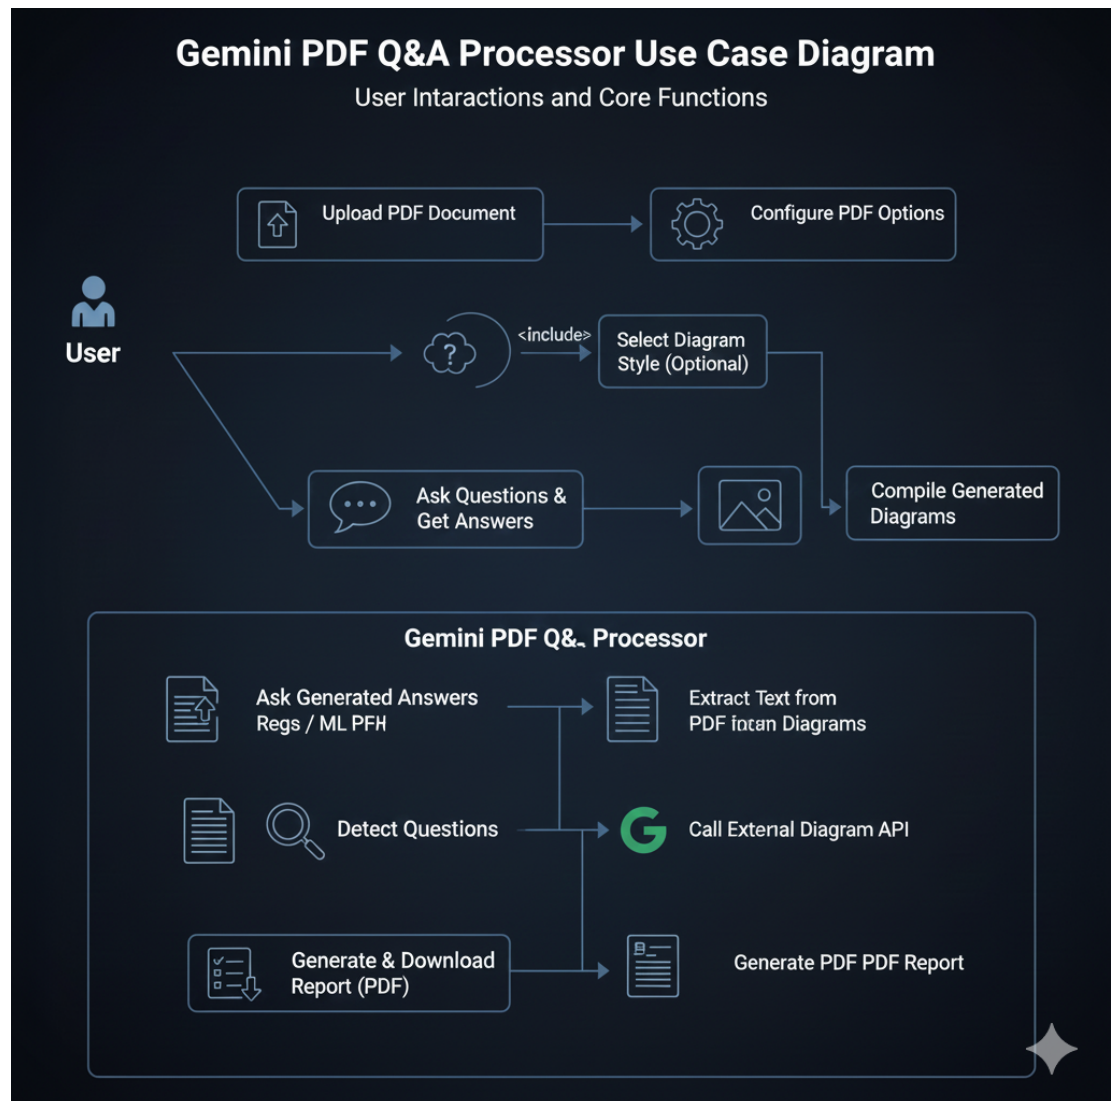 Gemini PDF Q&A Processor Use Case Diagram
User Intaractions and Core Functions
Upload PDF Document
Configure PDF Options
User
?
<include>
Select Diagram
Style (Optional)
Ask Questions &
Get Answers
Compile Generated
Diagrams
Gemini PDF Q&. Processor
Ask Generated Answers
Regs / ML PFH
Extract Text from
PDF Diagrams
Detect Questions
G
Call External Diagram API
Generate & Download
Report (PDF)
Generate PDF PDF Report